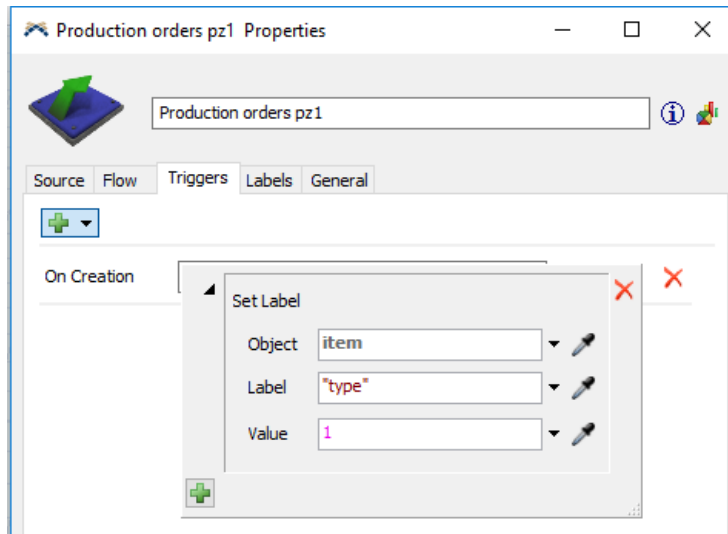 Production orders pz1 Properties
Production orders pz1
Source Flow Triggers Labels General
On Creation
Set Label
Object item
Label "type"
Value 1